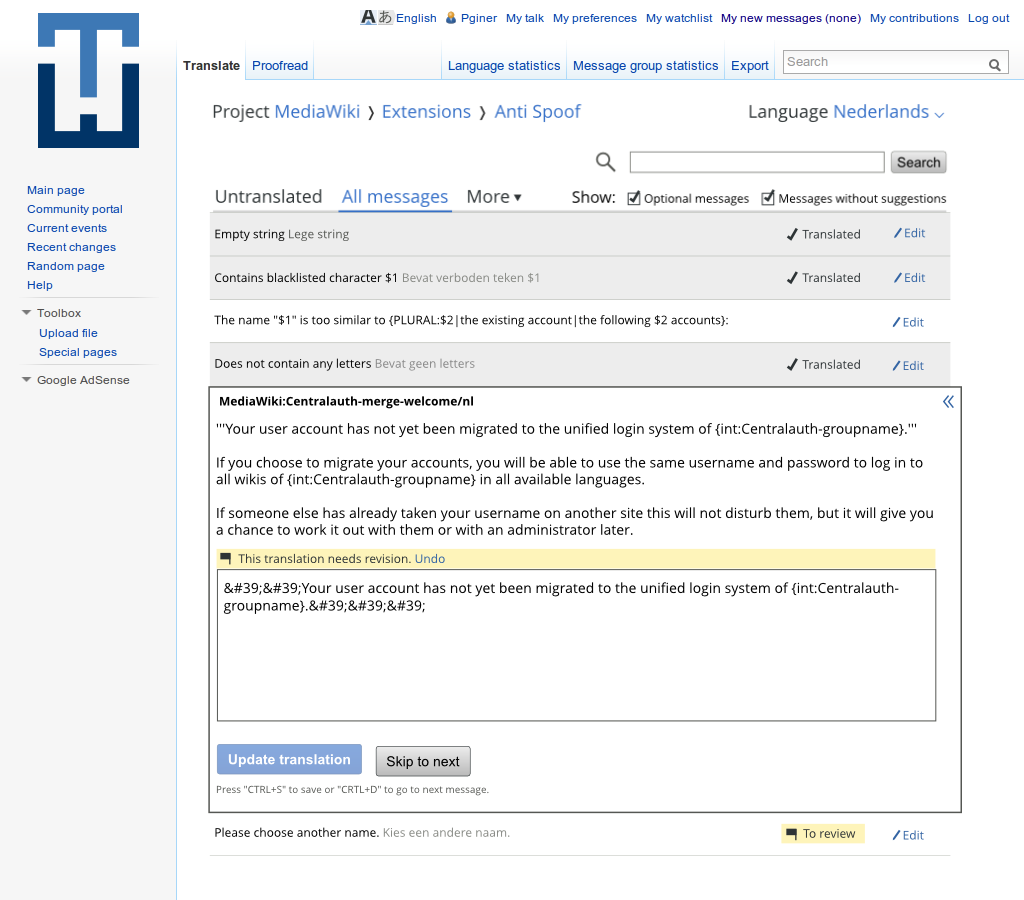 English Pginer My talk My preferences My watchlist My new messages (none) My contributions Log out
Translate Proofread Language statistics Message group statistics Export Search
Project MediaWiki ❭ Extensions ❭ Anti Spoof Language Nederlands
Search
Main page
Community portal
Current events
Recent changes
Random page
Help
Toolbox
Upload file
Special pages
Google AdSense
Untranslated All messages More ▾ Show: Optional messages Messages without suggestions
Empty string Lege string Translated Edit
Contains blacklisted character $1 Bevat verboden teken $1 Translated Edit
The name "$1" is too similar to {PLURAL:$2|the existing account|the following $2 accounts}: Edit
Does not contain any letters Bevat geen letters Translated Edit
MediaWiki:Centralauth-merge-welcome/nl «
'''Your user account has not yet been migrated to the unified login system of {int:Centralauth-groupname}.'''
If you choose to migrate your accounts, you will be able to use the same username and password to log in to
all wikis of {int:Centralauth-groupname} in all available languages.
If someone else has already taken your username on another site this will not disturb them, but it will give you
a chance to work it out with them or with an administrator later.
This translation needs revision. Undo
&#39;&#39;Your user account has not yet been migrated to the unified login system of {int:Centralauth-
groupname}.&#39;&#39;&#39;
Update translation Skip to next
Press "CTRL+S" to save or "CRTL+D" to go to next message.
Please choose another name. Kies een andere naam. To review Edit